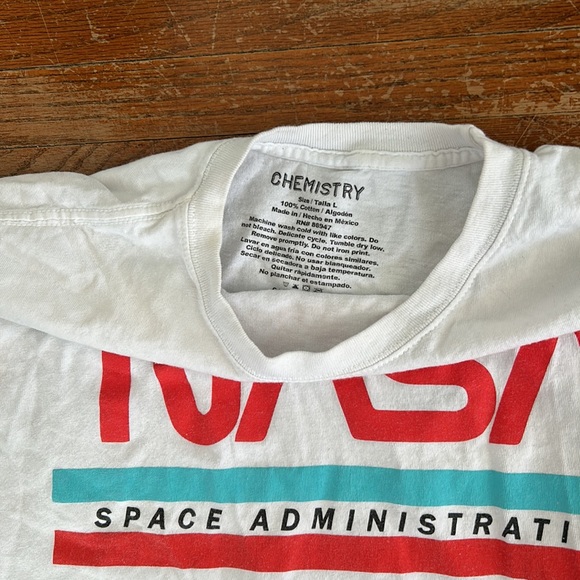 CHEMISTRY
Size / Talla L
100% Cotton / Algodón
Made in / Hecho en México
RN# 86947
Machine wash cold with like colors. Do
not bleach. Delicate cycle. Tumble dry low.
Remove promptly. Do not iron print.
Lavar en agua fria con colores similares.
Ciclo delicado. No usar blanqueador.
Secar en secadora a baja temperatura.
Quitar rápidamente.
No planchar el estampado.
NASA
SPACE ADMINISTRATI